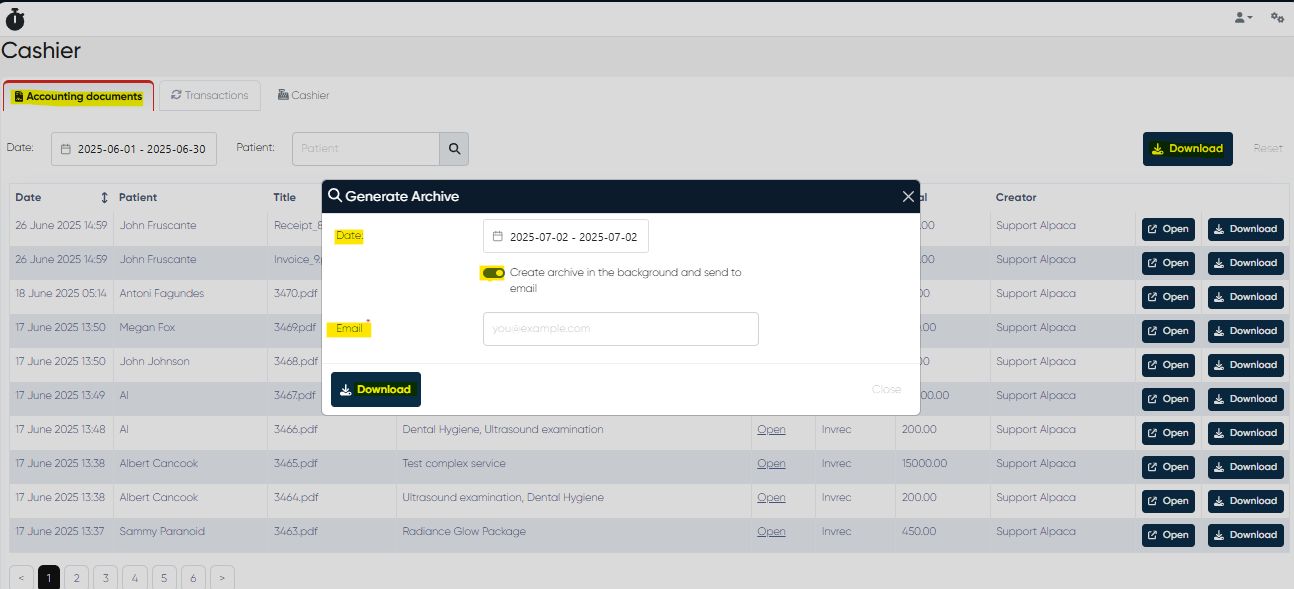 Cashier
Accounting documents Transactions Cashier
Date: 2025-06-01 - 2025-06-30 Patient: Patient Download Reset
Generate Archive
Date: 2025-07-02 - 2025-07-02
Create archive in the background and send to
email
Email * you@example.com
Download Close
Date Patient Title Creator
26 June 2025 14:59 John Fruscante Receipt_8 Support Alpaca Open Download
26 June 2025 14:59 John Fruscante Invoice_9.p Support Alpaca Open Download
18 June 2025 05:14 Antoni Fagundes 3470.pdf Support Alpaca Open Download
17 June 2025 13:50 Megan Fox 3469.pdf Support Alpaca Open Download
17 June 2025 13:50 John Johnson 3468.pdf Support Alpaca Open Download
17 June 2025 13:49 3467.pdf Support Alpaca Open Download
17 June 2025 13:48 3466.pdf Dental Hygiene, Ultrasound examination Open Invrec 200.00 Support Alpaca Open Download
17 June 2025 13:38 Albert Cancook 3465.pdf Test complex service Open Invrec 15000.00 Support Alpaca Open Download
17 June 2025 13:38 Albert Cancook 3464.pdf Ultrasound examination, Dental Hygiene Open Invrec 200.00 Support Alpaca Open Download
17 June 2025 13:37 Sammy Paranoid 3463.pdf Radiance Glow Package Open Invrec 450.00 Support Alpaca Open Download
< 1 2 3 4 5 6 >